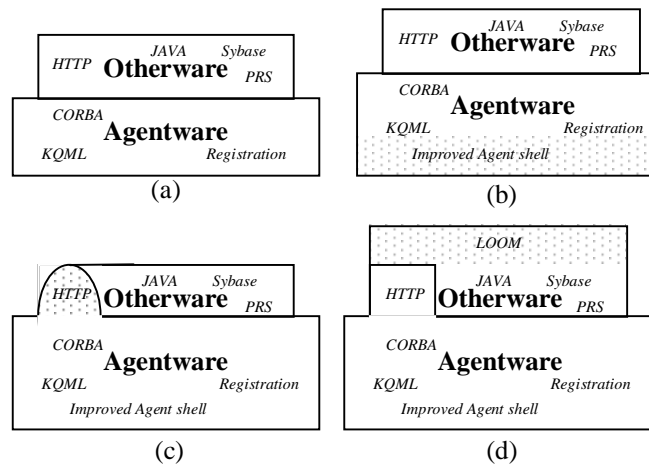 JAVA Sybase
HTTP Otherware PRS
CORBA
Agentware
KQML Registration
(a)
JAVA Sybase
HTTP Otherware PRS
CORBA
Agentware
KQML Registration
Improved Agent shell
(b)
JAVA Sybase
HTTP Otherware PRS
CORBA
Agentware
KQML Registration
Improved Agent shell
(c)
LOOM
JAVA Sybase
HTTP Otherware PRS
CORBA
Agentware
KQML Registration
Improved Agent shell
(d)